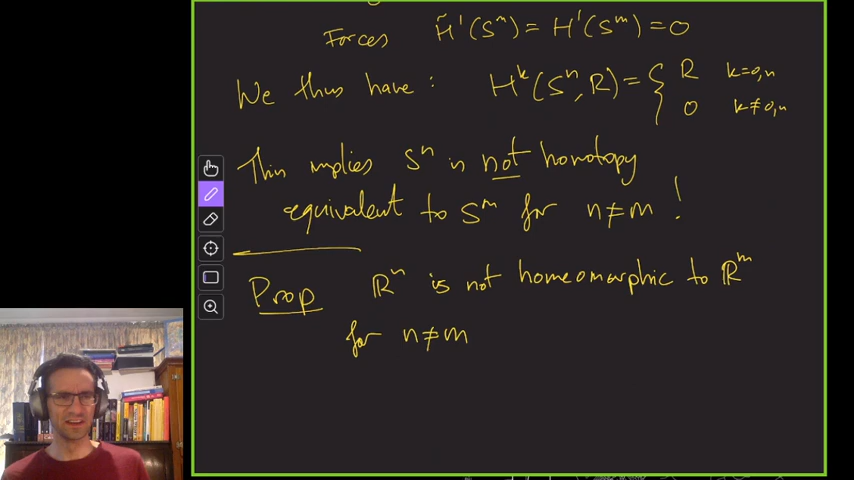 Forces H̃¹(Sⁿ) = H¹(Sᵐ) = 0
We thus have : Hᵏ(Sⁿ, R) = { R k=0,n
0 k≠0,n
This implies Sⁿ is not homotopy
equivalent to Sᵐ for n≠m !
Prop ℝⁿ is not homeomorphic to ℝᵐ
for n≠m